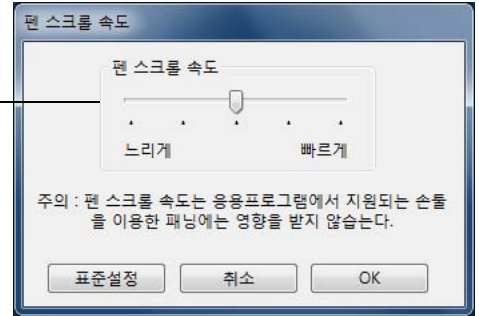 펜 스크롤 속도
펜 스크롤 속도
느리게 빠르게
주의 : 펜 스크롤 속도는 응용프로그램에서 지원되는 손툴
을 이용한 패닝에는 영향을 받지 않습는다.
표준설정 취소 OK